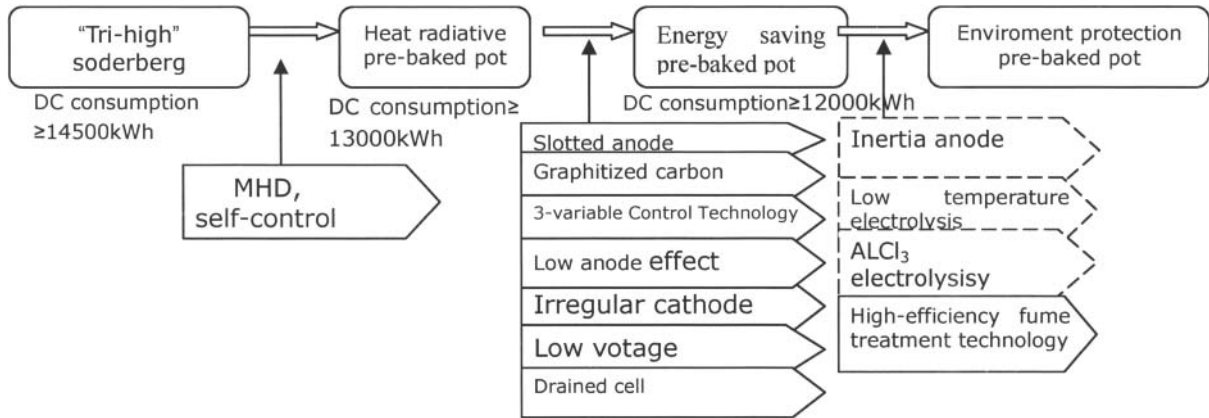 “Tri-high”
soderberg
Heat radiative
pre-baked pot
Energy saving
pre-baked pot
Enviroment protection
pre-baked pot
DC consumption
≥14500kWh
DC consumption≥
13000kWh
DC consumption≥12000kWh
MHD,
self-control
Slotted anode
Graphitized carbon
3-variable Control Technology
Low anode effect
Irregular cathode
Low votage
Drained cell
Inertia anode
Low temperature
electrolysis
ALCl₃
electrolysisy
High-efficiency fume
treatment technology